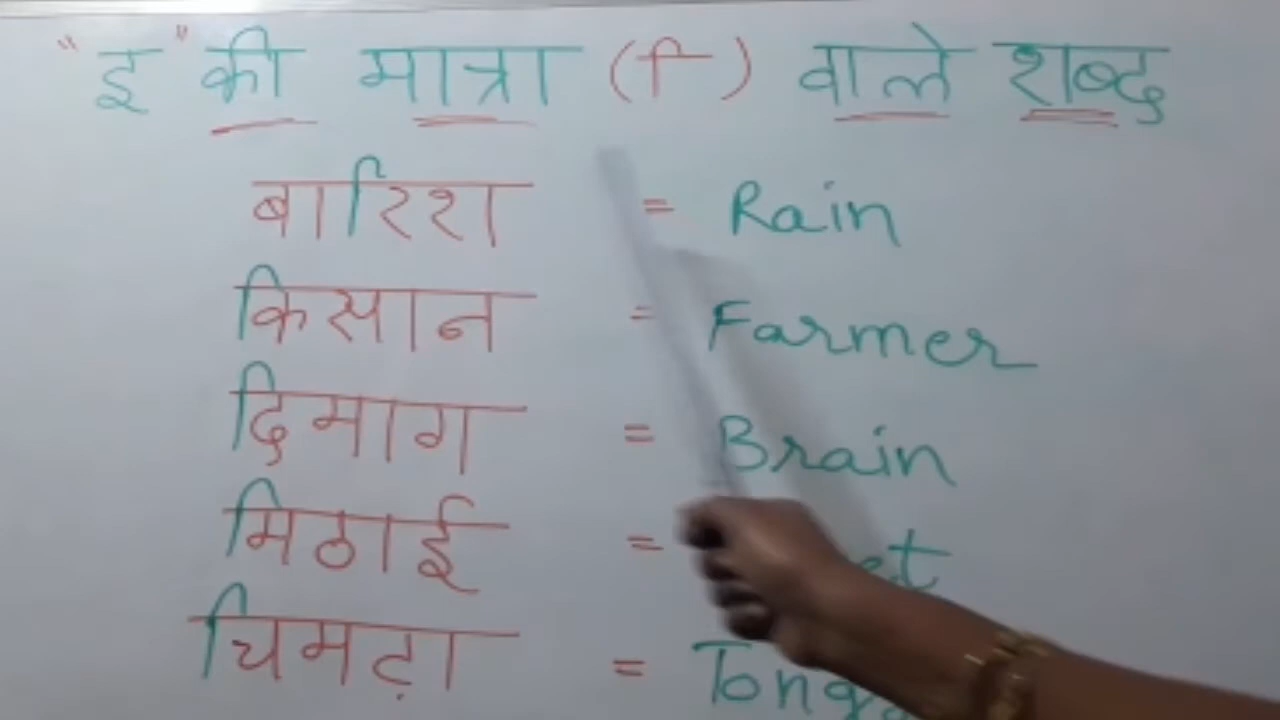 "इ" की मात्रा (ि) वाले शब्द
बारिश = Rain
किसान = Farmer
दिमाग = Brain
मिठाई =
चिमटा़ =